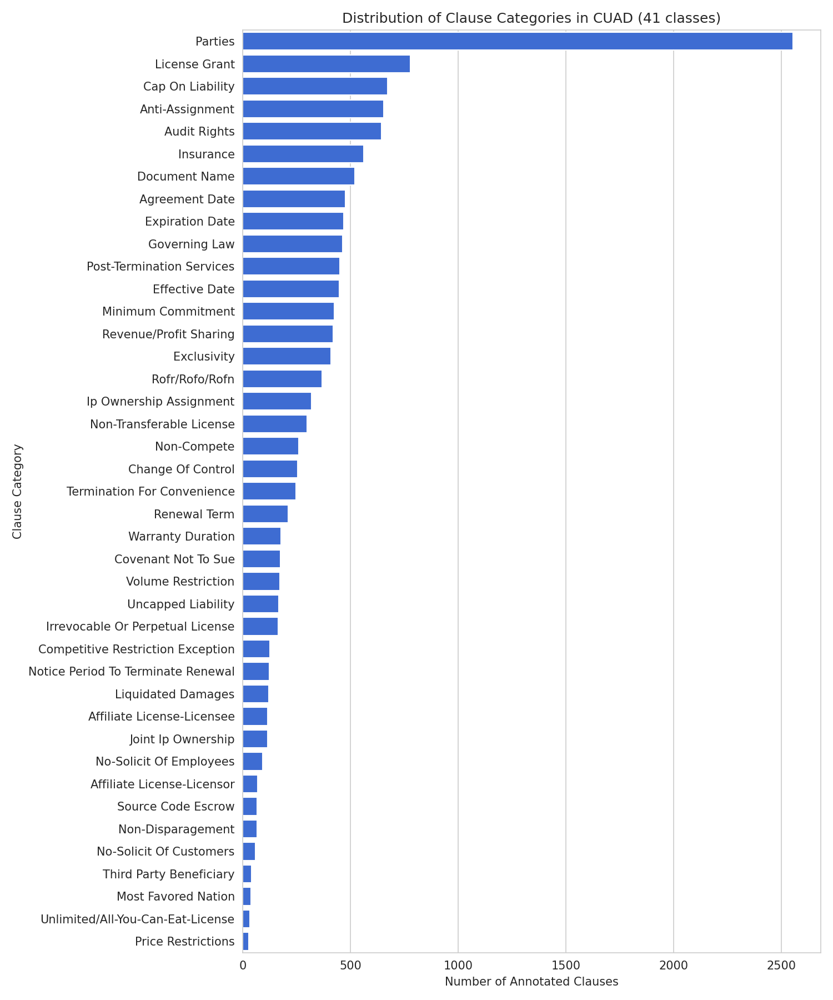 Distribution of Clause Categories in CUAD (41 classes)
Clause Category
Parties
License Grant
Cap On Liability
Anti-Assignment
Audit Rights
Insurance
Document Name
Agreement Date
Expiration Date
Governing Law
Post-Termination Services
Effective Date
Minimum Commitment
Revenue/Profit Sharing
Exclusivity
Rofr/Rofo/Rofn
Ip Ownership Assignment
Non-Transferable License
Non-Compete
Change Of Control
Termination For Convenience
Renewal Term
Warranty Duration
Covenant Not To Sue
Volume Restriction
Uncapped Liability
Irrevocable Or Perpetual License
Competitive Restriction Exception
Notice Period To Terminate Renewal
Liquidated Damages
Affiliate License-Licensee
Joint Ip Ownership
No-Solicit Of Employees
Affiliate License-Licensor
Source Code Escrow
Non-Disparagement
No-Solicit Of Customers
Third Party Beneficiary
Most Favored Nation
Unlimited/All-You-Can-Eat-License
Price Restrictions
0 500 1000 1500 2000 2500
Number of Annotated Clauses